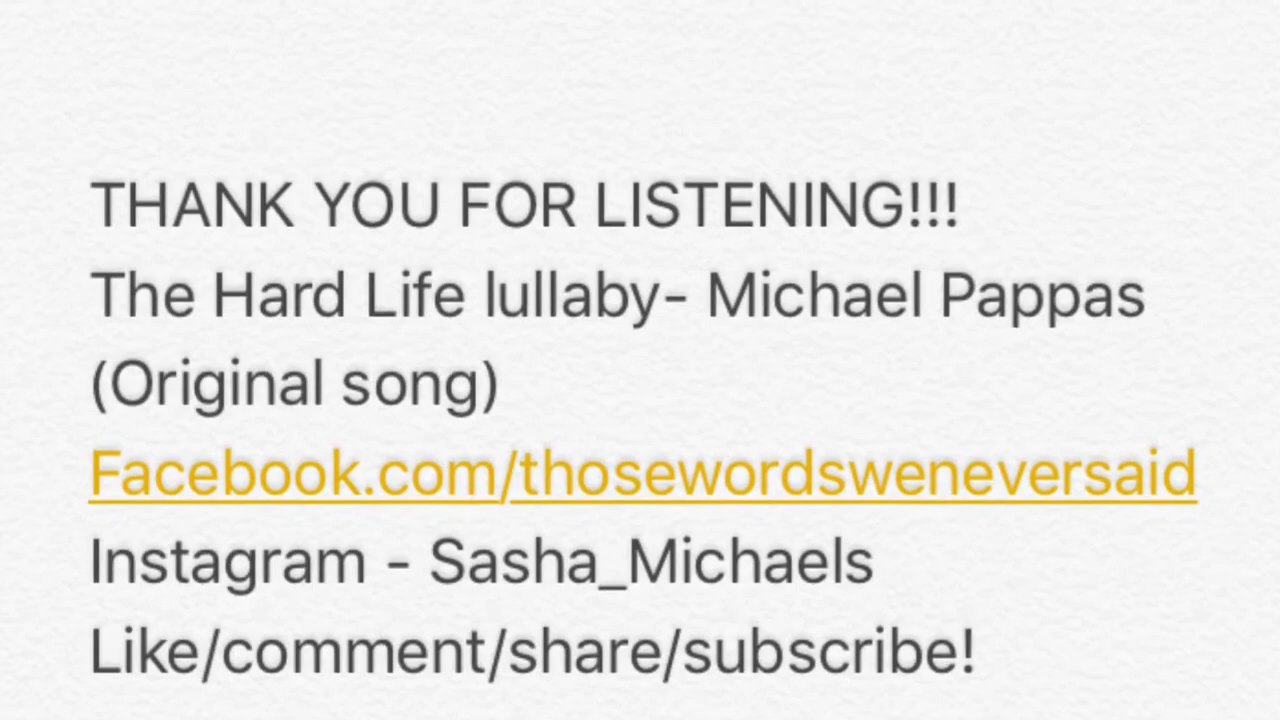 THANK YOU FOR LISTENING!!!
The Hard Life lullaby- Michael Pappas
(Original song)
Facebook.com/thosewordsweneversaid
Instagram - Sasha_Michaels
Like/comment/share/subscribe!